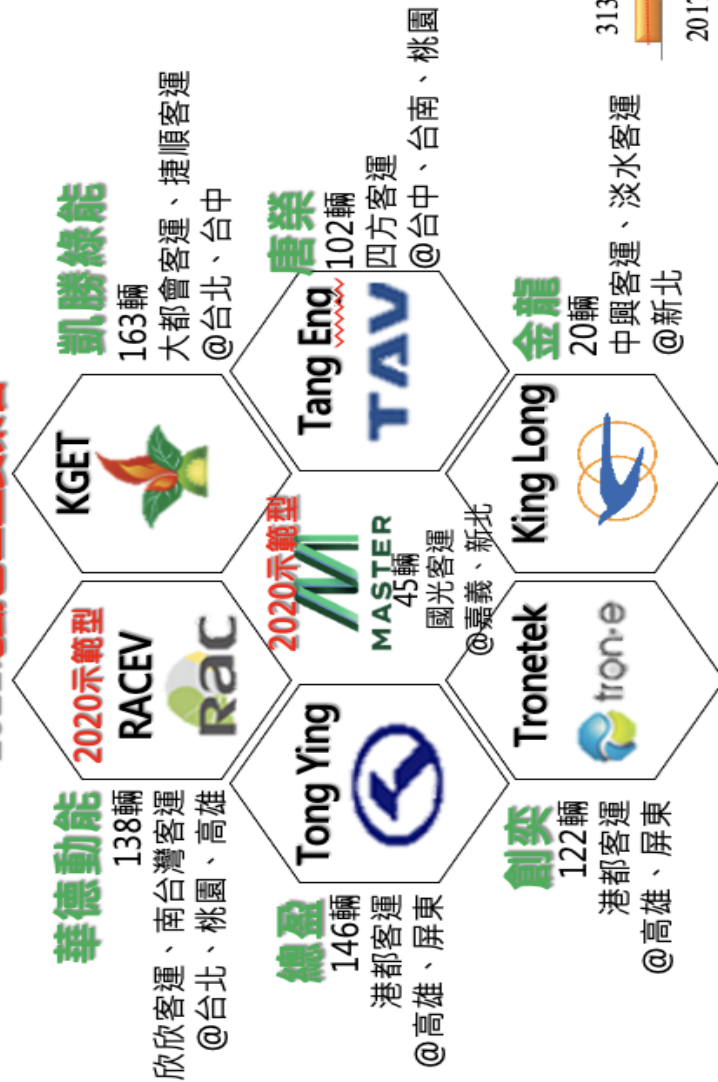 華德動能
138輛
欣欣客運、南台灣客運
@台北、桃園、高雄
2020示範型
RACEV
Rac
KGET
凱勝綠能
163輛
大都會客運、捷順客運
@台北、台中
總盈
146輛
港都客運
@高雄、屏東
Tong Ying
2020示範型
MASTER
45輛
國光客運
@嘉義、新北
Tang Eng
TAV
唐榮
102輛
四方客運
@台中、台南、桃園
創奕
122輛
港都客運
@高雄、屏東
Tronetek
tron·e
King Long
金龍
20輛
中興客運、淡水客運
@新北
313